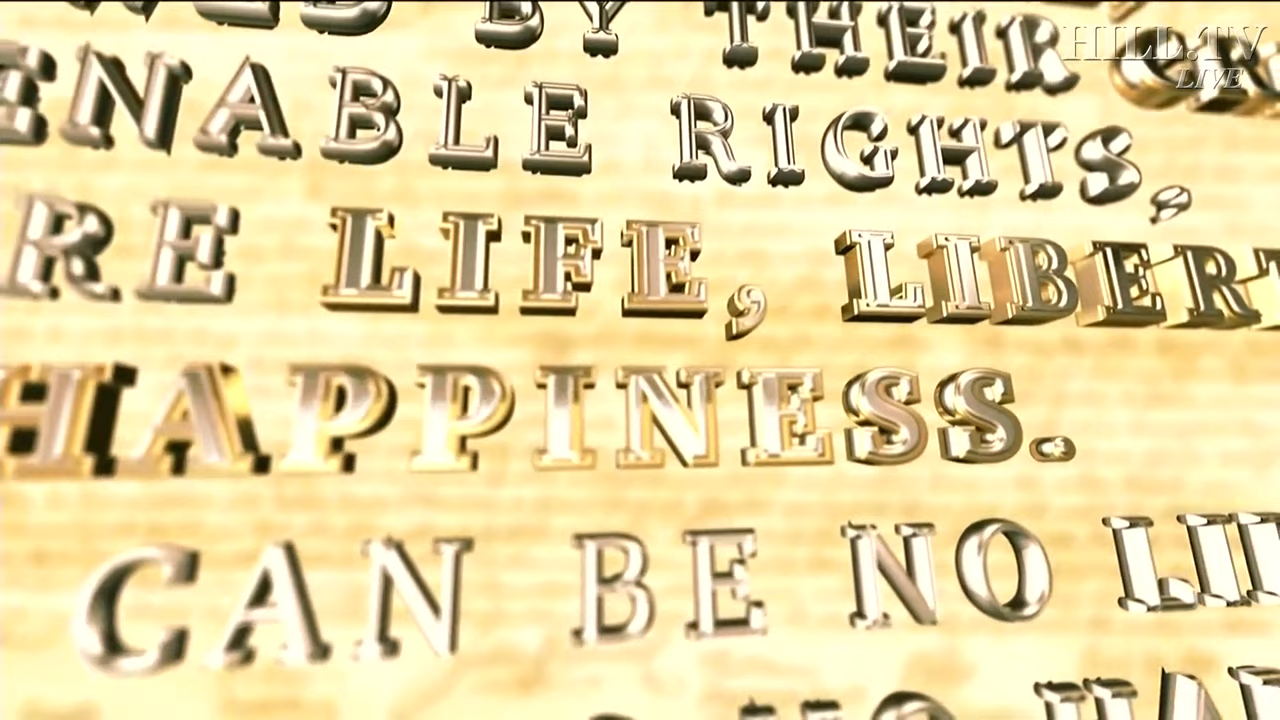 BY THEIR
HILL.TV
LIVE
ENABLE RIGHTS,
RE LIFE, LIBERT
HAPPINESS.
CAN BE NO LI